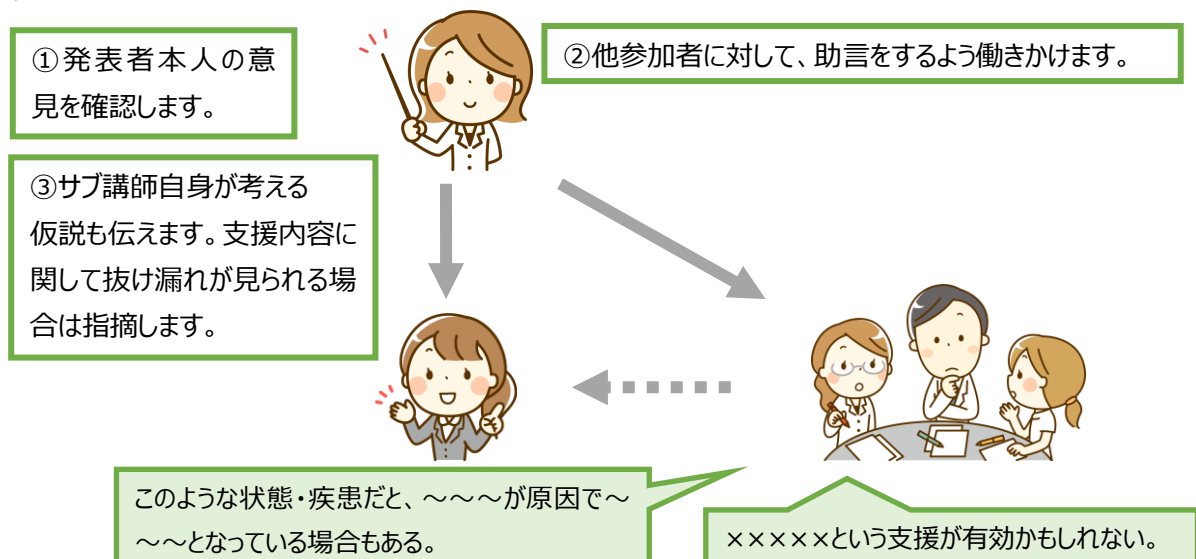 ①発表者本人の意
見を確認します。
②他参加者に対して、助言をするよう働きかけます。
③サブ講師自身が考える
仮説も伝えます。支援内容に
関して抜け漏れが見られる場
合は指摘します。
このような状態・疾患だと、～～～が原因で～
～～となっている場合もある。
×××××という支援が有効かもしれない。